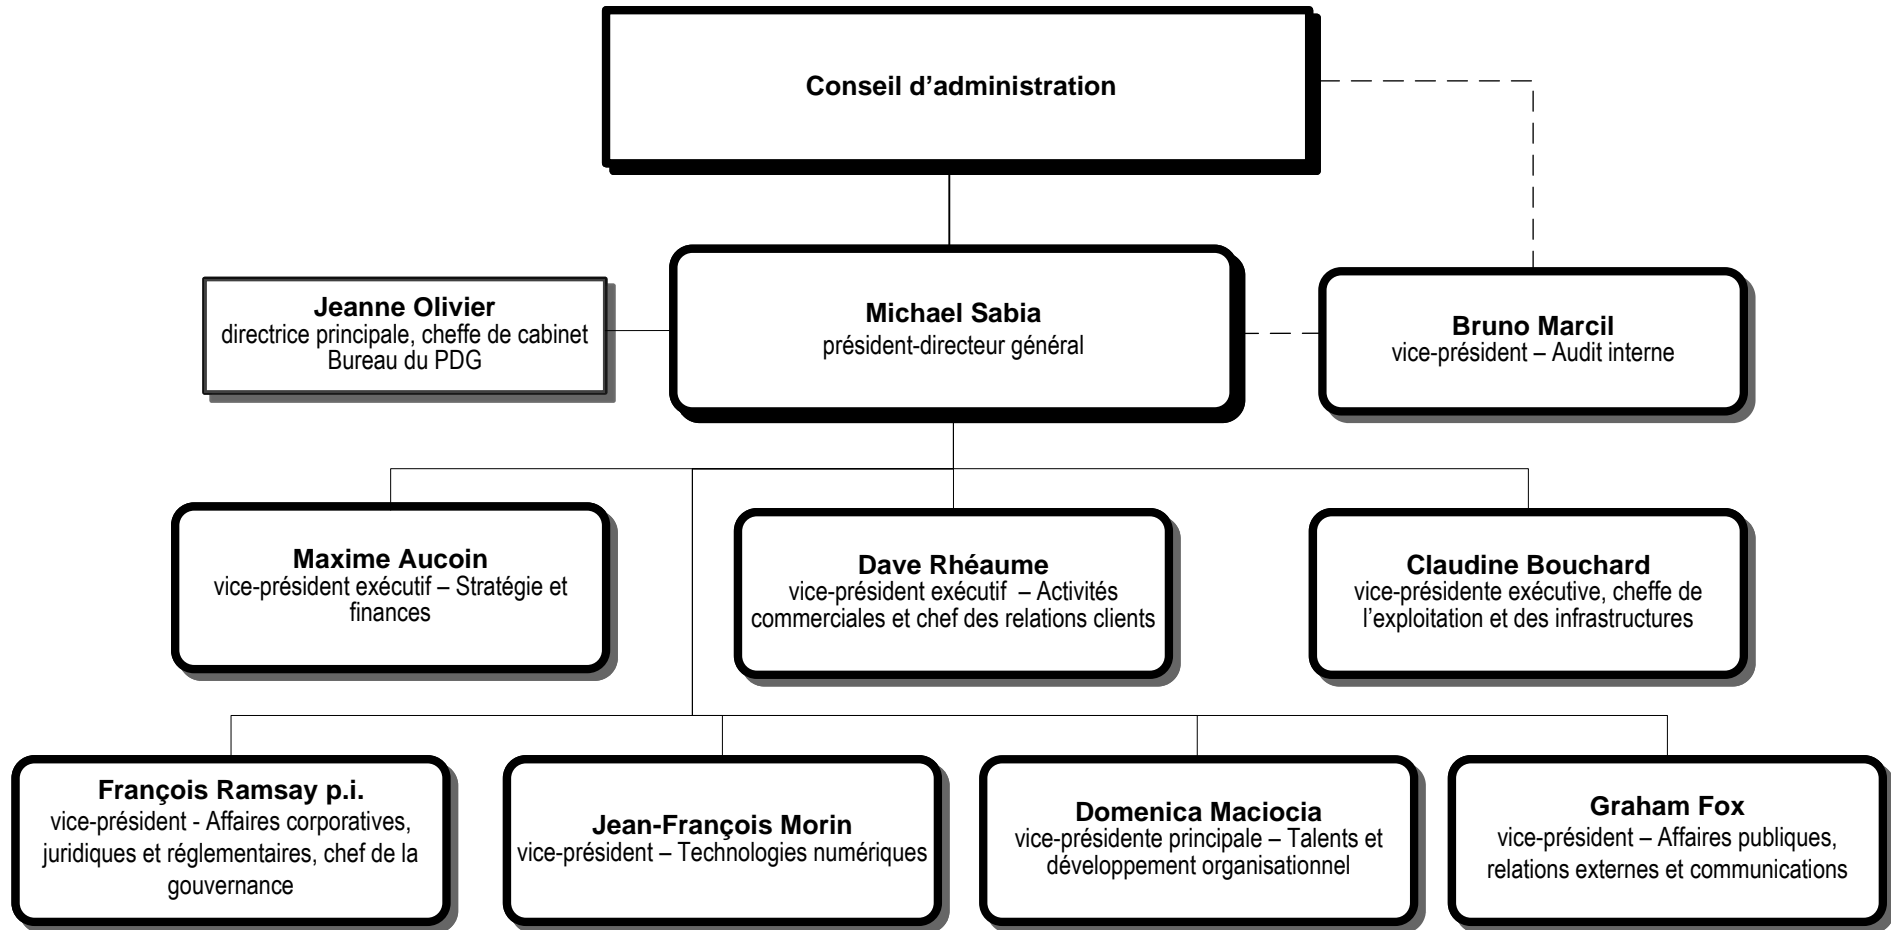 Conseil d’administration
Jeanne Olivier
directrice principale, cheffe de cabinet
Bureau du PDG
Michael Sabia
président-directeur général
Bruno Marcil
vice-président – Audit interne
Maxime Aucoin
vice-président exécutif – Stratégie et
finances
Dave Rhéaume
vice-président exécutif – Activités
commerciales et chef des relations clients
Claudine Bouchard
vice-présidente exécutive, cheffe de
l’exploitation et des infrastructures
François Ramsay p.i.
vice-président - Affaires corporatives,
juridiques et réglementaires, chef de la
gouvernance
Jean-François Morin
vice-président – Technologies numériques
Domenica Maciocia
vice-présidente principale – Talents et
développement organisationnel
Graham Fox
vice-président – Affaires publiques,
relations externes et communications